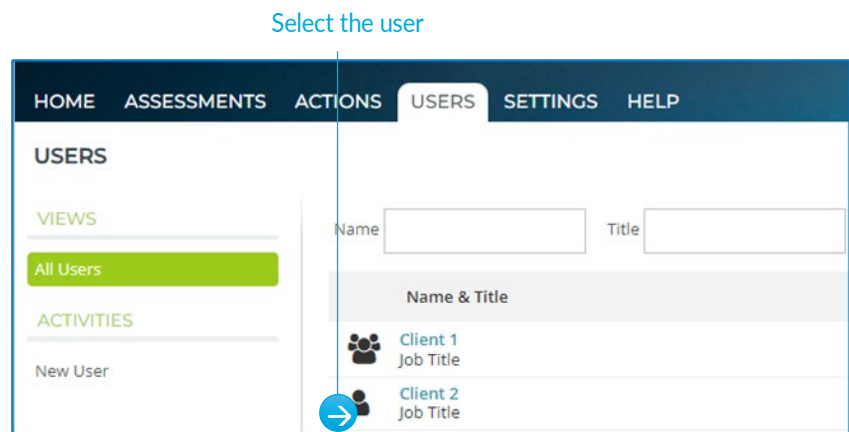 Select the user
HOME ASSESSMENTS ACTIONS USERS SETTINGS HELP
USERS
VIEWS
All Users
ACTIVITIES
New User
Name Title
Name & Title
Client 1
Job Title
Client 2
Job Title